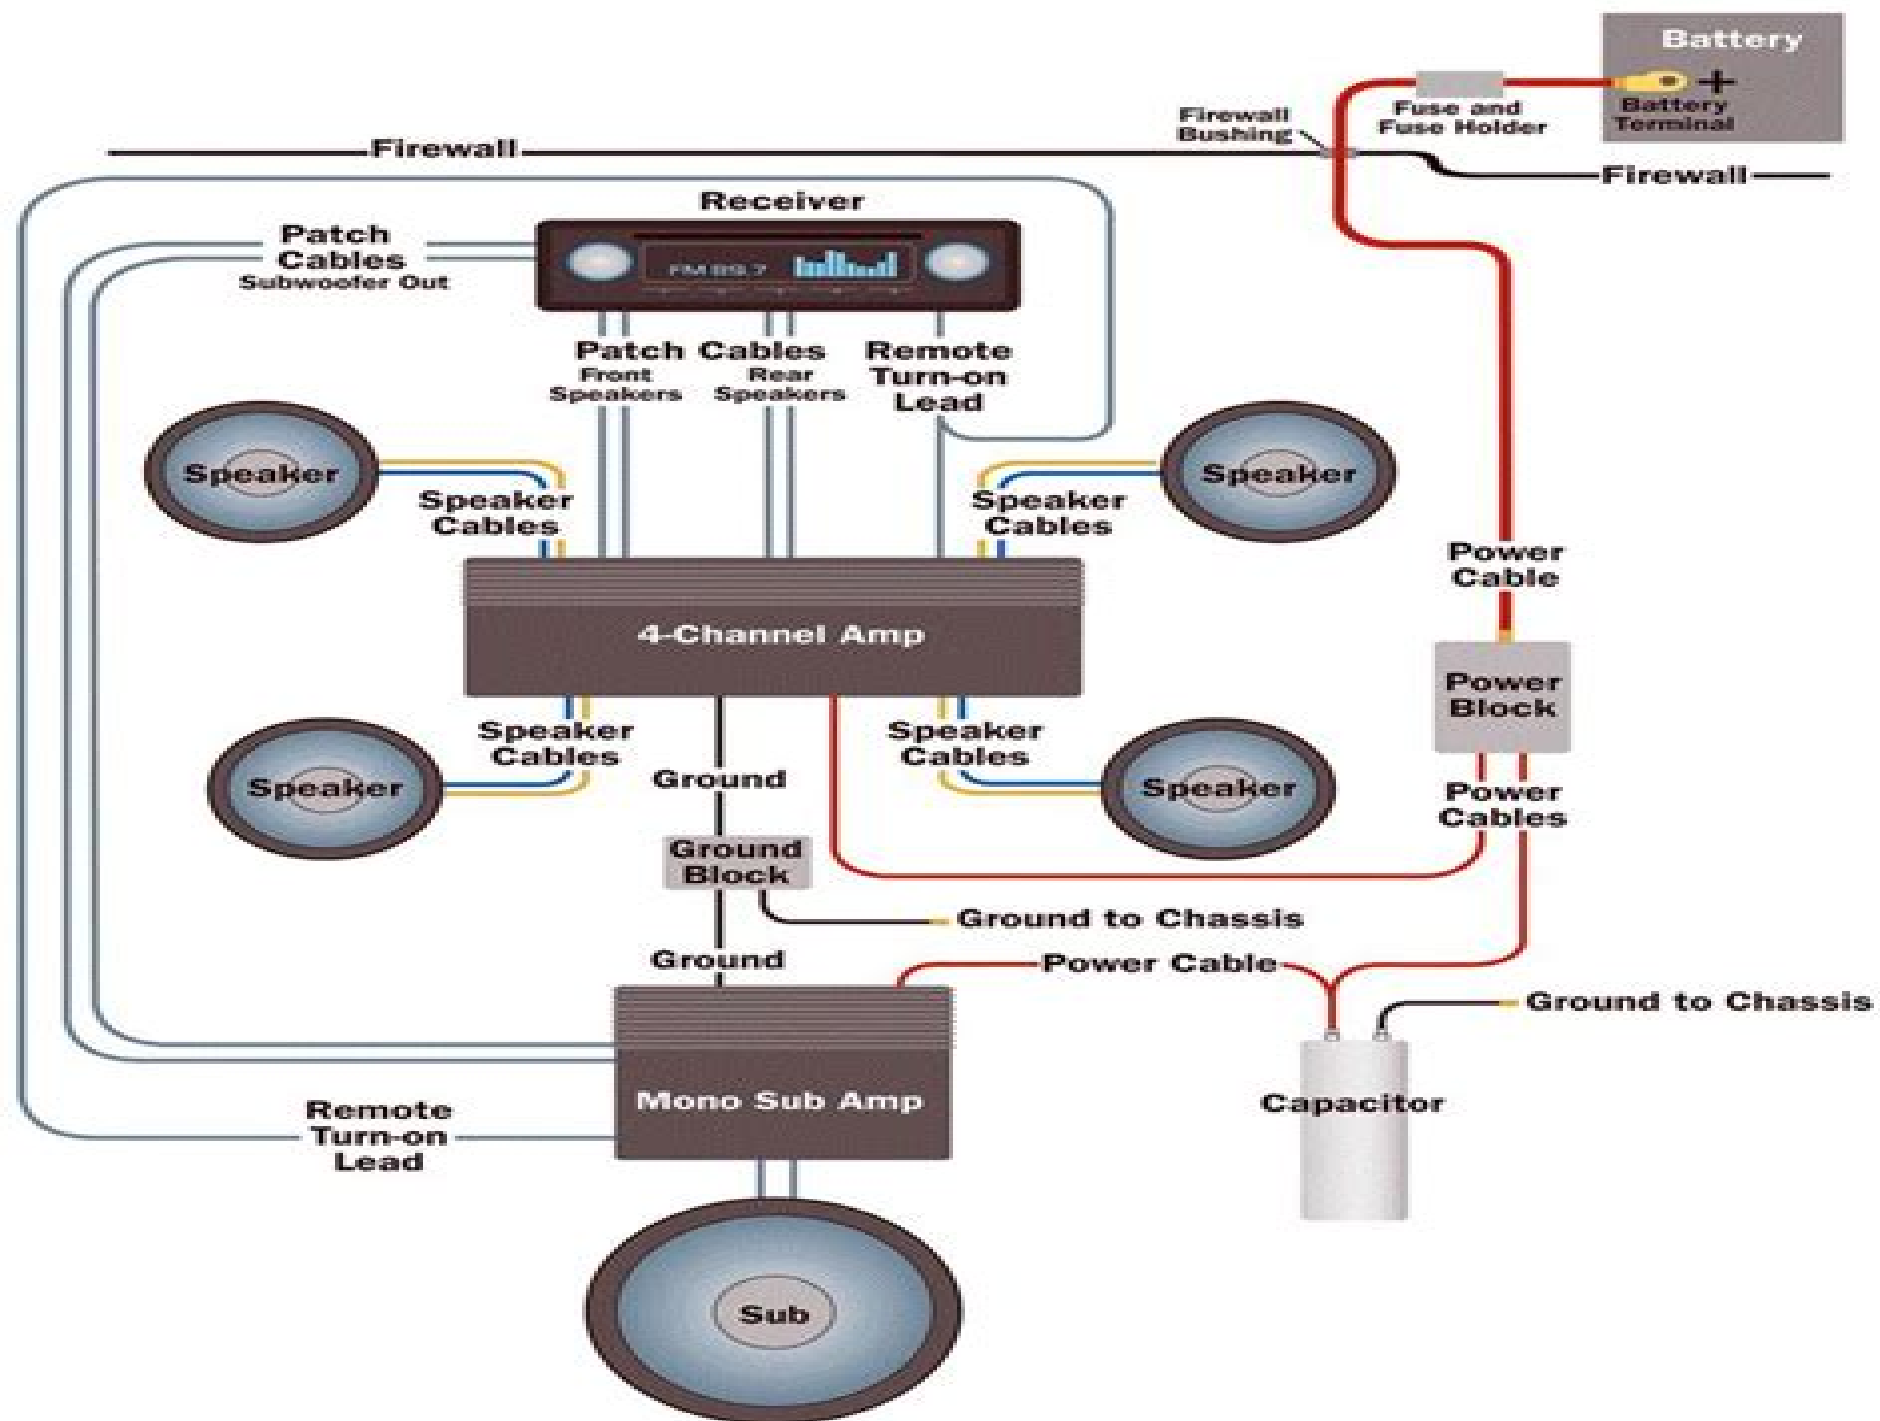 Battery
+
Battery
Terminal
Fuse and
Fuse Holder
Firewall
Bushing
Firewall
Firewall
Receiver
FM 89.7
Patch
Cables
Subwoofer Out
Patch Cables
Front
Speakers
Rear
Speakers
Remote
Turn-on
Lead
Speaker
Speaker
Cables
Speaker
Cables
Speaker
4-Channel Amp
Power
Cable
Power
Block
Power
Cables
Speaker
Speaker
Cables
Speaker
Cables
Speaker
Ground
Ground
Block
Ground to Chassis
Ground
Power Cable
Ground to Chassis
Mono Sub Amp
Capacitor
Remote
Turn-on
Lead
Sub